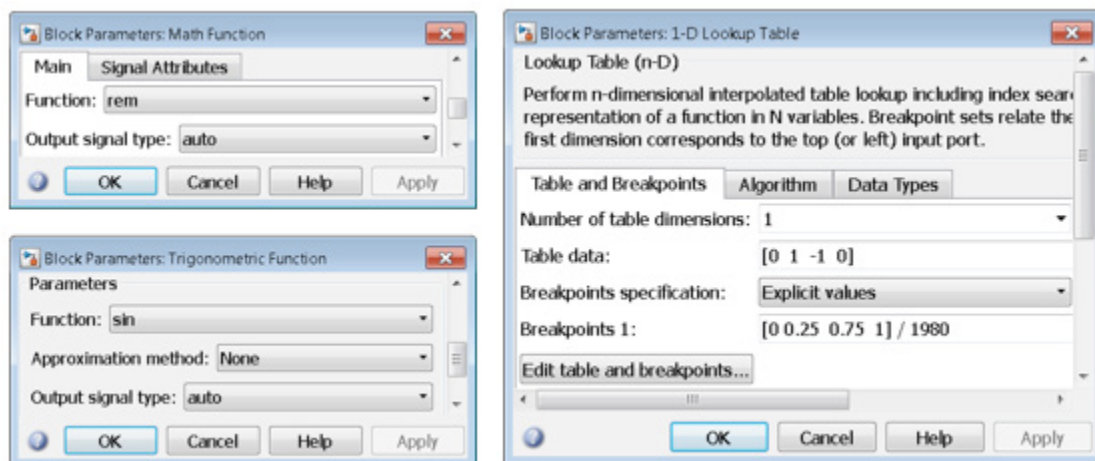 Block Parameters: Math Function
Main Signal Attributes
Function: rem
Output signal type: auto
OK Cancel Help Apply
Block Parameters: Trigonometric Function
Parameters
Function: sin
Approximation method: None
Output signal type: auto
OK Cancel Help Apply
Block Parameters: 1-D Lookup Table
Lookup Table (n-D)
Perform n-dimensional interpolated table lookup including index sear
representation of a function in N variables. Breakpoint sets relate the
first dimension corresponds to the top (or left) input port.
Table and Breakpoints Algorithm Data Types
Number of table dimensions: 1
Table data: [0 1 -1 0]
Breakpoints specification: Explicit values
Breakpoints 1: [0 0.25 0.75 1] / 1980
Edit table and breakpoints...
OK Cancel Help Apply